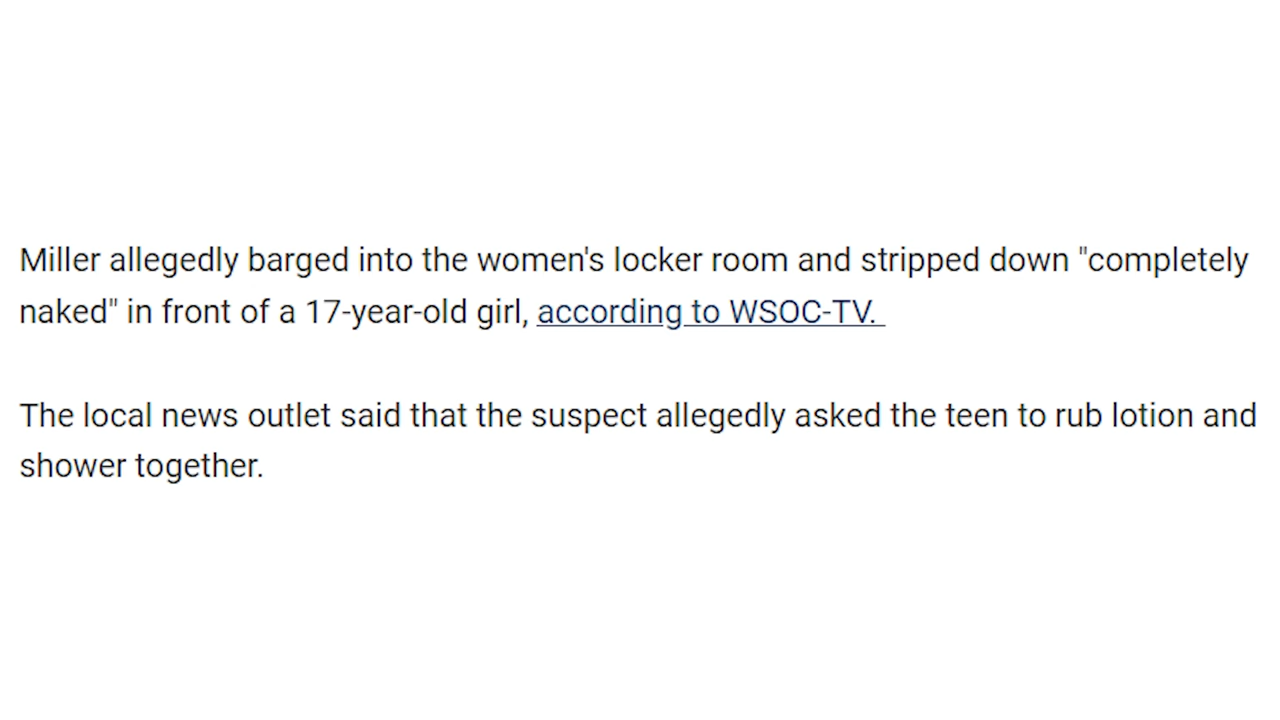 Miller allegedly barged into the women's locker room and stripped down "completely
naked" in front of a 17-year-old girl, according to WSOC-TV.
The local news outlet said that the suspect allegedly asked the teen to rub lotion and
shower together.